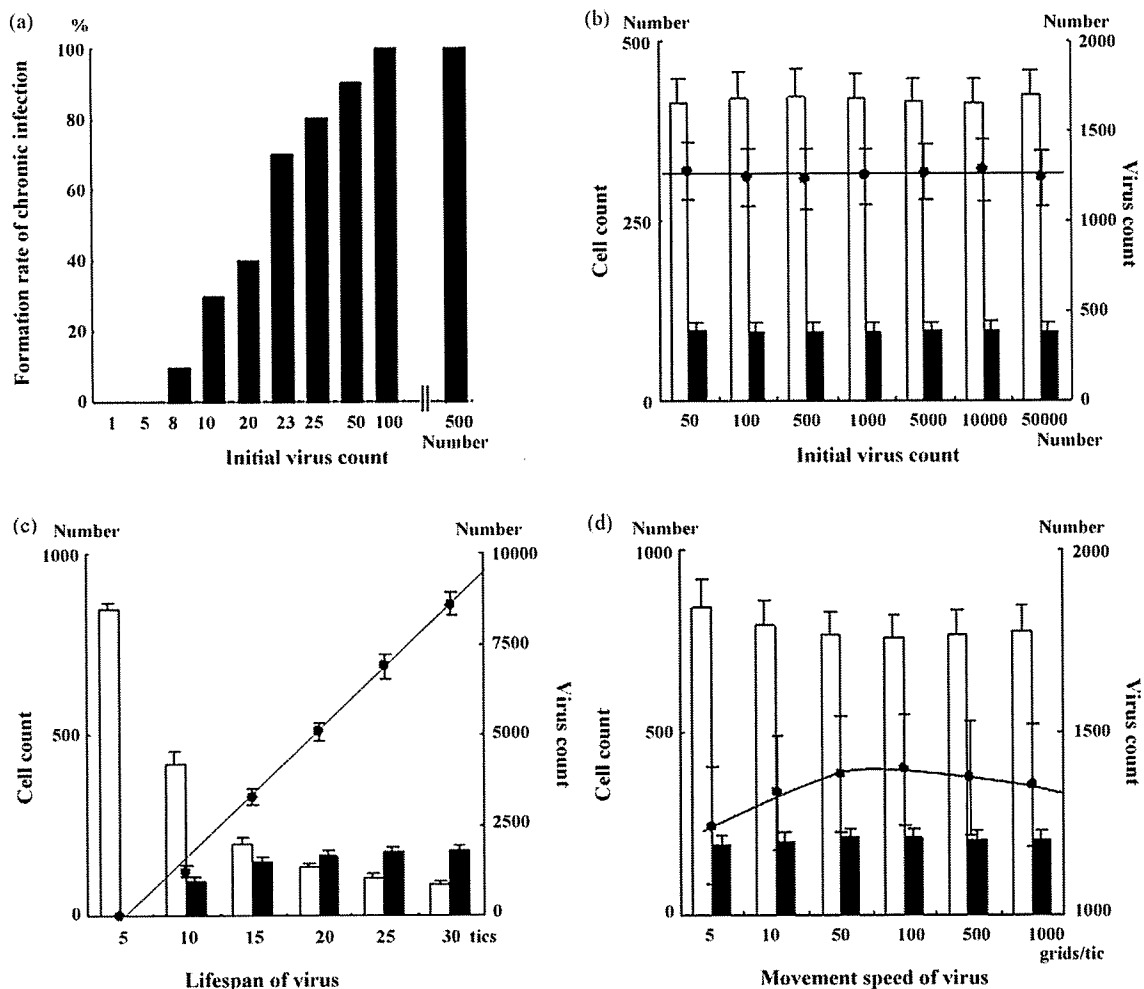 (a)
%
Formation rate of chromic infection
100
80
60
40
20
0
1 5 8 10 20 23 25 50 100 500
Number
Initial virus count
(b)
Number
Number
Cell count
500
250
0
2000
1500
1000
500
0
Virus count
50 100 500 1000 5000 10000 50000
Number
Initial virus count
(c)
Number
Number
Cell count
1000
500
0
10000
7500
5000
2500
0
Virus count
5 10 15 20 25 30 tics
Lifespan of virus
(d)
Number
Number
Cell count
1000
500
0
2000
1500
1000
Virus count
5 10 50 100 500 1000
grids/tic
Movement speed of virus